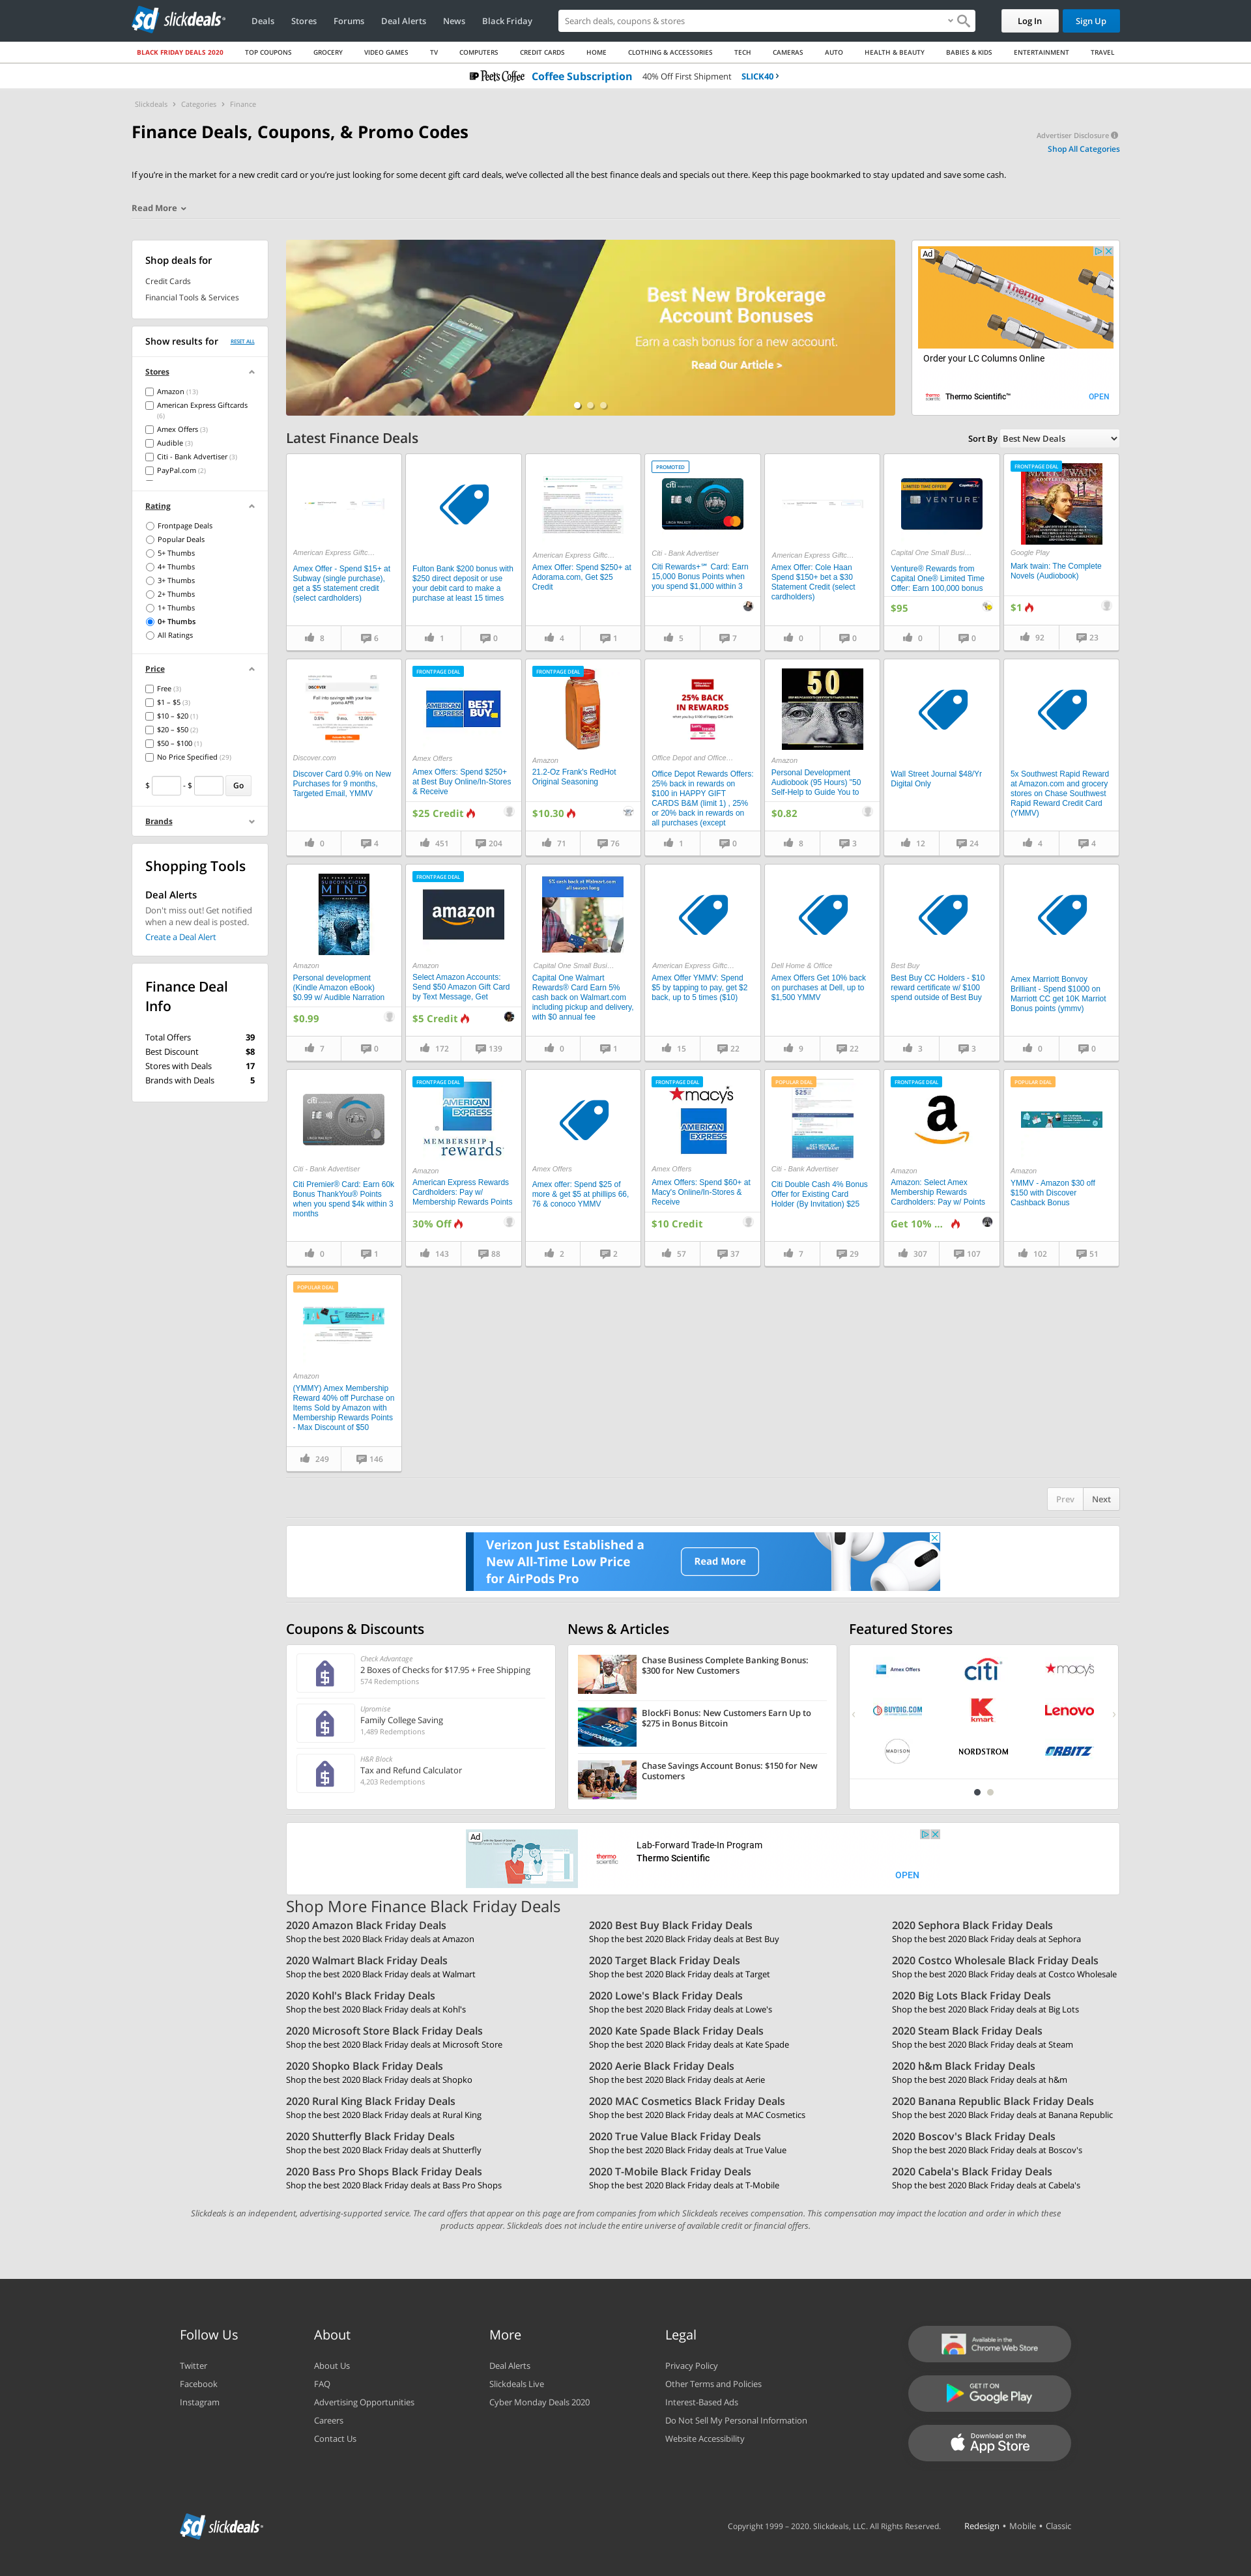 slickdeals
Deals
Stores
Forums
Deal Alerts
News
Black Friday
Search deals, coupons & stores
Log In
Sign Up
BLACK FRIDAY DEALS 2020
TOP COUPONS
GROCERY
VIDEO GAMES
TV
COMPUTERS
CREDIT CARDS
HOME
CLOTHING & ACCESSORIES
TECH
CAMERAS
AUTO
HEALTH & BEAUTY
BABIES & KIDS
ENTERTAINMENT
TRAVEL
Peet's Coffee
Coffee Subscription
40% Off First Shipment
SLICK40
Slickdeals > Categories > Finance
Finance Deals, Coupons, & Promo Codes
Advertiser Disclosure
Shop All Categories
If you're in the market for a new credit card or you're just looking for some decent gift card deals, we've collected all the best finance deals and specials out there. Keep this page bookmarked to stay updated and save some cash.
Read More
Shop deals for
Credit Cards
Financial Tools & Services
Show results for
RESET ALL
Stores
Amazon (13)
American Express Giftcards
(6)
Amex Offers (3)
Audible (3)
Citi - Bank Advertiser (3)
PayPal.com (2)
Rating
Frontpage Deals
Popular Deals
5+ Thumbs
4+ Thumbs
3+ Thumbs
2+ Thumbs
1+ Thumbs
0+ Thumbs
All Ratings
Price
Free (3)
$1 – $5 (3)
$10 – $20 (1)
$20 – $50 (2)
$50 – $100 (1)
No Price Specified (29)
$ - $ Go
Brands
Shopping Tools
Deal Alerts
Don't miss out! Get notified
when a new deal is posted.
Create a Deal Alert
Finance Deal
Info
Total Offers 39
Best Discount $8
Stores with Deals 17
Brands with Deals 5
Best New Brokerage
Account Bonuses
Earn a cash bonus for a new account.
Read Our Article >
Ad
Thermo
Order your LC Columns Online
Thermo Scientific™
OPEN
Latest Finance Deals
Sort By Best New Deals
American Express Giftc...
Amex Offer - Spend $15+ at
Subway (single purchase),
get a $5 statement credit
(select cardholders)
8 6
Fulton Bank $200 bonus with
$250 direct deposit or use
your debit card to make a
purchase at least 15 times
1 0
American Express Giftc...
Amex Offer: Spend $250+ at
Adorama.com, Get $25
Credit
4 1
PROMOTED
citi
Citi - Bank Advertiser
Citi Rewards+℠ Card: Earn
15,000 Bonus Points when
you spend $1,000 within 3
5 7
American Express Giftc...
Amex Offer: Cole Haan
Spend $150+ bet a $30
Statement Credit (select
cardholders)
0 0
LIMITED TIME OFFERS
VENTURE
Capital One Small Busi...
Venture® Rewards from
Capital One® Limited Time
Offer: Earn 100,000 bonus
$95
0 0
FRONTPAGE DEAL
MARK TWAIN
Google Play
Mark twain: The Complete
Novels (Audiobook)
$1
92 23
DISCOVER
Discover.com
Discover Card 0.9% on New
Purchases for 9 months,
Targeted Email, YMMV
0 4
FRONTPAGE DEAL
AMERICAN EXPRESS
BEST BUY
Amex Offers
Amex Offers: Spend $250+
at Best Buy Online/In-Stores
& Receive
$25 Credit
451 204
FRONTPAGE DEAL
Amazon
21.2-Oz Frank's RedHot
Original Seasoning
$10.30
71 76
25% BACK
IN REWARDS
Office Depot and Office...
Office Depot Rewards Offers:
25% back in rewards on
$100 in HAPPY GIFT
CARDS B&M (limit 1) , 25%
or 20% back in rewards on
all purchases (except
1 0
50
Amazon
Personal Development
Audiobook (95 Hours) "50
Self-Help to Guide You to
$0.82
8 3
Wall Street Journal $48/Yr
Digital Only
12 24
5x Southwest Rapid Reward
at Amazon.com and grocery
stores on Chase Southwest
Rapid Reward Credit Card
(YMMV)
4 4
SUBCONSCIOUS
MIND
Amazon
Personal development
(Kindle Amazon eBook)
$0.99 w/ Audible Narration
$0.99
7 0
FRONTPAGE DEAL
amazon
Amazon
Select Amazon Accounts:
Send $50 Amazon Gift Card
by Text Message, Get
$5 Credit
172 139
5% cash back at Walmart.com
all season long
Capital One Small Busi...
Capital One Walmart
Rewards® Card Earn 5%
cash back on Walmart.com
including pickup and delivery,
with $0 annual fee
0 1
American Express Giftc...
Amex Offer YMMV: Spend
$5 by tapping to pay, get $2
back, up to 5 times ($10)
15 22
Dell Home & Office
Amex Offers Get 10% back
on purchases at Dell, up to
$1,500 YMMV
9 22
Best Buy
Best Buy CC Holders - $10
reward certificate w/ $100
spend outside of Best Buy
3 3
Amex Marriott Bonvoy
Brilliant - Spend $1000 on
Marriott CC get 10K Marriot
Bonus points (ymmv)
0 0
citi
Citi - Bank Advertiser
Citi Premier® Card: Earn 60k
Bonus ThankYou® Points
when you spend $4k within 3
months
0 1
FRONTPAGE DEAL
AMERICAN EXPRESS
MEMBERSHIP
rewards
Amazon
American Express Rewards
Cardholders: Pay w/
Membership Rewards Points
30% Off
143 88
Amex Offers
Amex offer: Spend $25 of
more & get $5 at phillips 66,
76 & conoco YMMV
2 2
FRONTPAGE DEAL
macys
AMERICAN EXPRESS
Amex Offers
Amex Offers: Spend $60+ at
Macy's Online/In-Stores &
Receive
$10 Credit
57 37
POPULAR DEAL
Citi - Bank Advertiser
Citi Double Cash 4% Bonus
Offer for Existing Card
Holder (By Invitation) $25
7 29
FRONTPAGE DEAL
a
Amazon
Amazon: Select Amex
Membership Rewards
Cardholders: Pay w/ Points
Get 10% ...
307 107
POPULAR DEAL
Amazon
YMMV - Amazon $30 off
$150 with Discover
Cashback Bonus
102 51
POPULAR DEAL
Amazon
(YMMY) Amex Membership
Reward 40% off Purchase on
Items Sold by Amazon with
Membership Rewards Points
- Max Discount of $50
249 146
Prev
Next
Verizon Just Established a
New All-Time Low Price
for AirPods Pro
Read More
Coupons & Discounts
Check Advantage
2 Boxes of Checks for $17.95 + Free Shipping
574 Redemptions
Upromise
Family College Saving
1,489 Redemptions
H&R Block
Tax and Refund Calculator
4,203 Redemptions
News & Articles
Chase Business Complete Banking Bonus:
$300 for New Customers
BlockFi Bonus: New Customers Earn Up to
$275 in Bonus Bitcoin
Chase Savings Account Bonus: $150 for New
Customers
Featured Stores
Amex Offers
citi
macys
BUYDIG.COM
kmart
Lenovo
MADISON
NORDSTROM
ORBITZ
Ad
thermo scientific
Lab-Forward Trade-In Program
Thermo Scientific
OPEN
Shop More Finance Black Friday Deals
2020 Amazon Black Friday Deals
Shop the best 2020 Black Friday deals at Amazon
2020 Best Buy Black Friday Deals
Shop the best 2020 Black Friday deals at Best Buy
2020 Sephora Black Friday Deals
Shop the best 2020 Black Friday deals at Sephora
2020 Walmart Black Friday Deals
Shop the best 2020 Black Friday deals at Walmart
2020 Target Black Friday Deals
Shop the best 2020 Black Friday deals at Target
2020 Costco Wholesale Black Friday Deals
Shop the best 2020 Black Friday deals at Costco Wholesale
2020 Kohl's Black Friday Deals
Shop the best 2020 Black Friday deals at Kohl's
2020 Lowe's Black Friday Deals
Shop the best 2020 Black Friday deals at Lowe's
2020 Big Lots Black Friday Deals
Shop the best 2020 Black Friday deals at Big Lots
2020 Microsoft Store Black Friday Deals
Shop the best 2020 Black Friday deals at Microsoft Store
2020 Kate Spade Black Friday Deals
Shop the best 2020 Black Friday deals at Kate Spade
2020 Steam Black Friday Deals
Shop the best 2020 Black Friday deals at Steam
2020 Shopko Black Friday Deals
Shop the best 2020 Black Friday deals at Shopko
2020 Aerie Black Friday Deals
Shop the best 2020 Black Friday deals at Aerie
2020 h&m Black Friday Deals
Shop the best 2020 Black Friday deals at h&m
2020 Rural King Black Friday Deals
Shop the best 2020 Black Friday deals at Rural King
2020 MAC Cosmetics Black Friday Deals
Shop the best 2020 Black Friday deals at MAC Cosmetics
2020 Banana Republic Black Friday Deals
Shop the best 2020 Black Friday deals at Banana Republic
2020 Shutterfly Black Friday Deals
Shop the best 2020 Black Friday deals at Shutterfly
2020 True Value Black Friday Deals
Shop the best 2020 Black Friday deals at True Value
2020 Boscov's Black Friday Deals
Shop the best 2020 Black Friday deals at Boscov's
2020 Bass Pro Shops Black Friday Deals
Shop the best 2020 Black Friday deals at Bass Pro Shops
2020 T-Mobile Black Friday Deals
Shop the best 2020 Black Friday deals at T-Mobile
2020 Cabela's Black Friday Deals
Shop the best 2020 Black Friday deals at Cabela's
Slickdeals is an independent, advertising-supported service. The card offers that appear on this page are from companies from which Slickdeals receives compensation. This compensation may impact the location and order in which these
products appear. Slickdeals does not include the entire universe of available credit or financial offers.
Follow Us
Twitter
Facebook
Instagram
About
About Us
FAQ
Advertising Opportunities
Careers
Contact Us
More
Deal Alerts
Slickdeals Live
Cyber Monday Deals 2020
Legal
Privacy Policy
Other Terms and Policies
Interest-Based Ads
Do Not Sell My Personal Information
Website Accessibility
Available in the
Chrome Web Store
GET IT ON
Google Play
Download on the
App Store
slickdeals
Copyright 1999 – 2020. Slickdeals, LLC. All Rights Reserved.
Redesign • Mobile • Classic